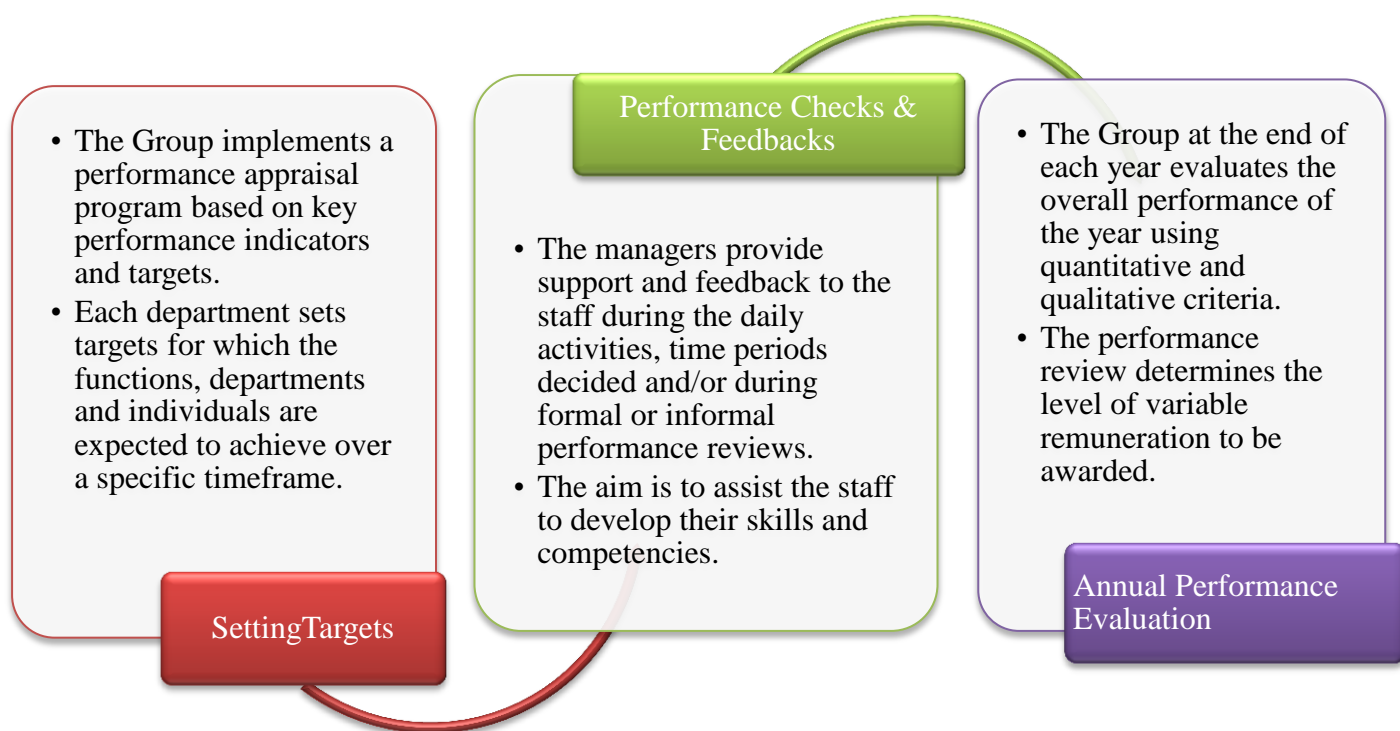 • The Group implements a
performance appraisal
program based on key
performance indicators
and targets.
• Each department sets
targets for which the
functions, departments
and individuals are
expected to achieve over
a specific timeframe.
SettingTargets
Performance Checks &
Feedbacks
• The managers provide
support and feedback to the
staff during the daily
activities, time periods
decided and/or during
formal or informal
performance reviews.
• The aim is to assist the staff
to develop their skills and
competencies.
• The Group at the end of
each year evaluates the
overall performance of
the year using
quantitative and
qualitative criteria.
• The performance
review determines the
level of variable
remuneration to be
awarded.
Annual Performance
Evaluation